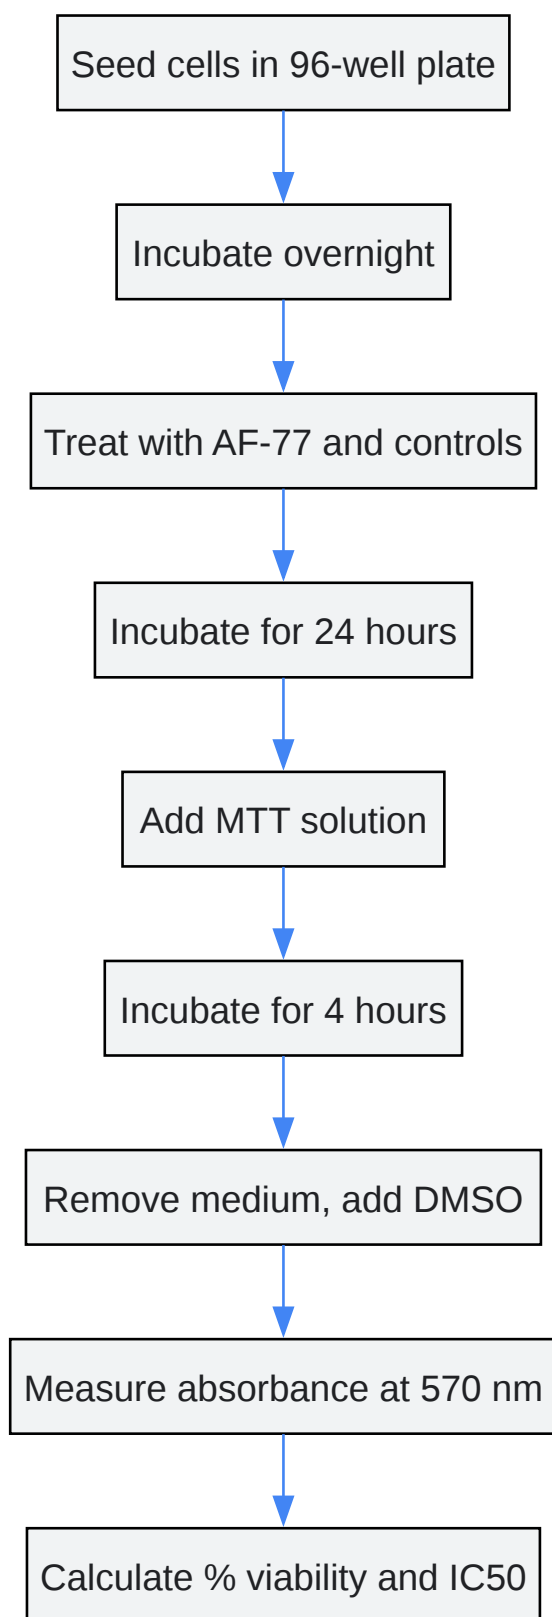 Seed cells in 96-well plate
Incubate overnight
Treat with AF-77 and controls
Incubate for 24 hours
Add MTT solution
Incubate for 4 hours
Remove medium, add DMSO
Measure absorbance at 570 nm
Calculate % viability and IC50